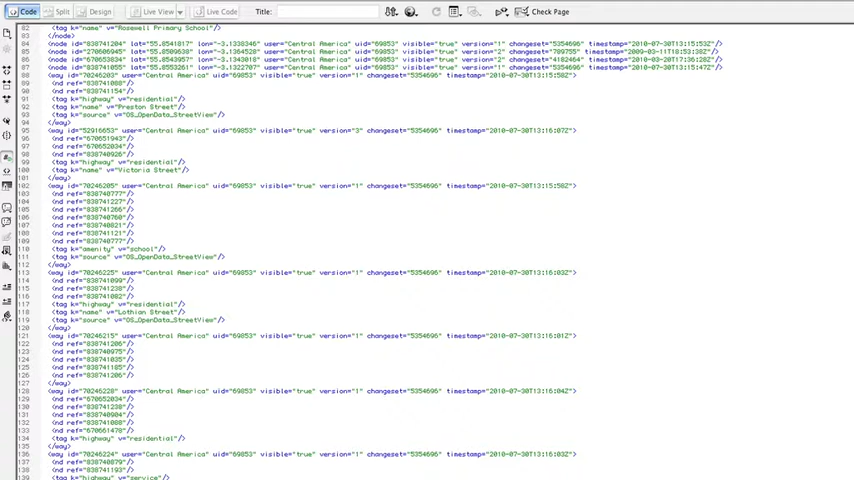 Code Split Design Live View Live Code Title: Check Page
82 <tag k="name" v="Rosewell Primary School"/>
83 </node>
84 <node id="838741204" lat="55.8541817" lon="-3.1338346" user="Central America" uid="69853" visible="true" version="1" changeset="5354696" timestamp="2010-07-30T13:15:53Z"/>
85 <node id="270606945" lat="55.8509638" lon="-3.1364528" user="Central America" uid="69853" visible="true" version="2" changeset="709755" timestamp="2009-03-11T18:53:38Z"/>
86 <node id="670653834" lat="55.8543957" lon="-3.1343018" user="Central America" uid="69853" visible="true" version="2" changeset="4182464" timestamp="2010-03-20T17:36:28Z"/>
87 <node id="838741055" lat="55.8553261" lon="-3.1322707" user="Central America" uid="69853" visible="true" version="1" changeset="5354696" timestamp="2010-07-30T13:15:47Z"/>
88 <way id="70246203" user="Central America" uid="69853" visible="true" version="1" changeset="5354696" timestamp="2010-07-30T13:15:58Z">
89 <nd ref="838741088"/>
90 <nd ref="838741154"/>
91 <tag k="highway" v="residential"/>
92 <tag k="name" v="Preston Street"/>
93 <tag k="source" v="OS_OpenData_StreetView"/>
94 </way>
95 <way id="52916653" user="Central America" uid="69853" visible="true" version="3" changeset="5354696" timestamp="2010-07-30T13:16:07Z">
96 <nd ref="670651943"/>
97 <nd ref="670652034"/>
98 <nd ref="838740926"/>
99 <tag k="highway" v="residential"/>
100 <tag k="name" v="Victoria Street"/>
101 </way>
102 <way id="70246205" user="Central America" uid="69853" visible="true" version="1" changeset="5354696" timestamp="2010-07-30T13:15:58Z">
103 <nd ref="838740777"/>
104 <nd ref="838741227"/>
105 <nd ref="838741266"/>
106 <nd ref="838740760"/>
107 <nd ref="838740821"/>
108 <nd ref="838741121"/>
109 <nd ref="838740777"/>
110 <tag k="amenity" v="school"/>
111 <tag k="source" v="OS_OpenData_StreetView"/>
112 </way>
113 <way id="70246225" user="Central America" uid="69853" visible="true" version="1" changeset="5354696" timestamp="2010-07-30T13:16:03Z">
114 <nd ref="838741099"/>
115 <nd ref="838741238"/>
116 <nd ref="838741082"/>
117 <tag k="highway" v="residential"/>
118 <tag k="name" v="Lothian Street"/>
119 <tag k="source" v="OS_OpenData_StreetView"/>
120 </way>
121 <way id="70246215" user="Central America" uid="69853" visible="true" version="1" changeset="5354696" timestamp="2010-07-30T13:16:01Z">
122 <nd ref="838741206"/>
123 <nd ref="838740975"/>
124 <nd ref="838741035"/>
125 <nd ref="838741185"/>
126 <nd ref="838741206"/>
127 </way>
128 <way id="70246228" user="Central America" uid="69853" visible="true" version="1" changeset="5354696" timestamp="2010-07-30T13:16:04Z">
129 <nd ref="670652034"/>
130 <nd ref="838741238"/>
131 <nd ref="838740904"/>
132 <nd ref="838741088"/>
133 <nd ref="670661478"/>
134 <tag k="highway" v="residential"/>
135 </way>
136 <way id="70246224" user="Central America" uid="69853" visible="true" version="1" changeset="5354696" timestamp="2010-07-30T13:16:03Z">
137 <nd ref="838740879"/>
138 <nd ref="838741193"/>
139 <tag k="highway" v="service"/>